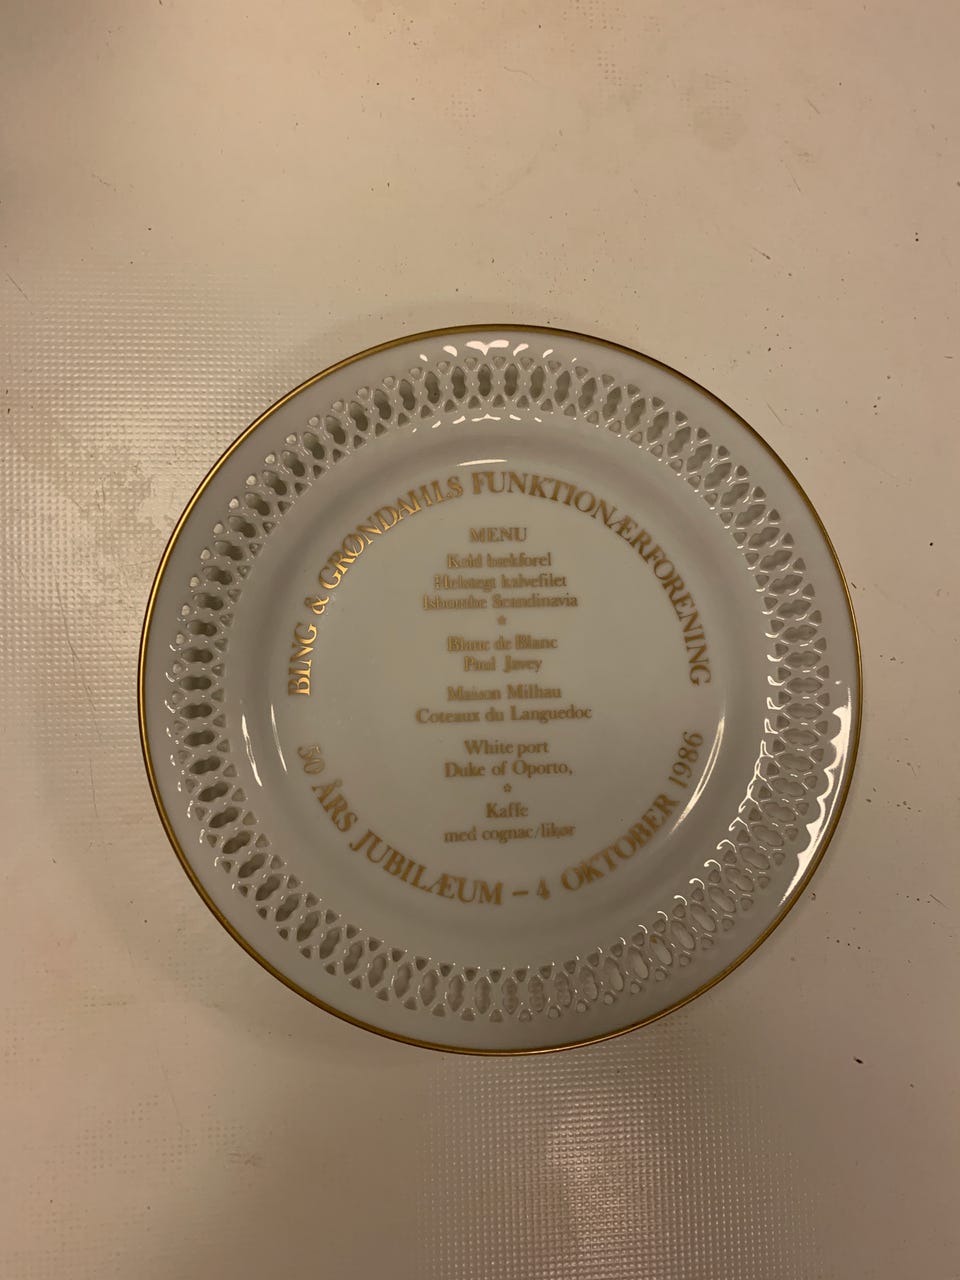 BING & GRØNDAHLS FUNKTIONÆRFORENING
MENU
Kold bækforel
Helstegt kalvefilet
Isbombe Scandinavia
Blanc de Blanc
Paul Javey
Maison Milhau
Coteaux du Languedoc
White port
Duke of Oporto,
Kaffe
med cognac/likør
50 ÅRS JUBILÆUM – 4 OKTOBER 1986